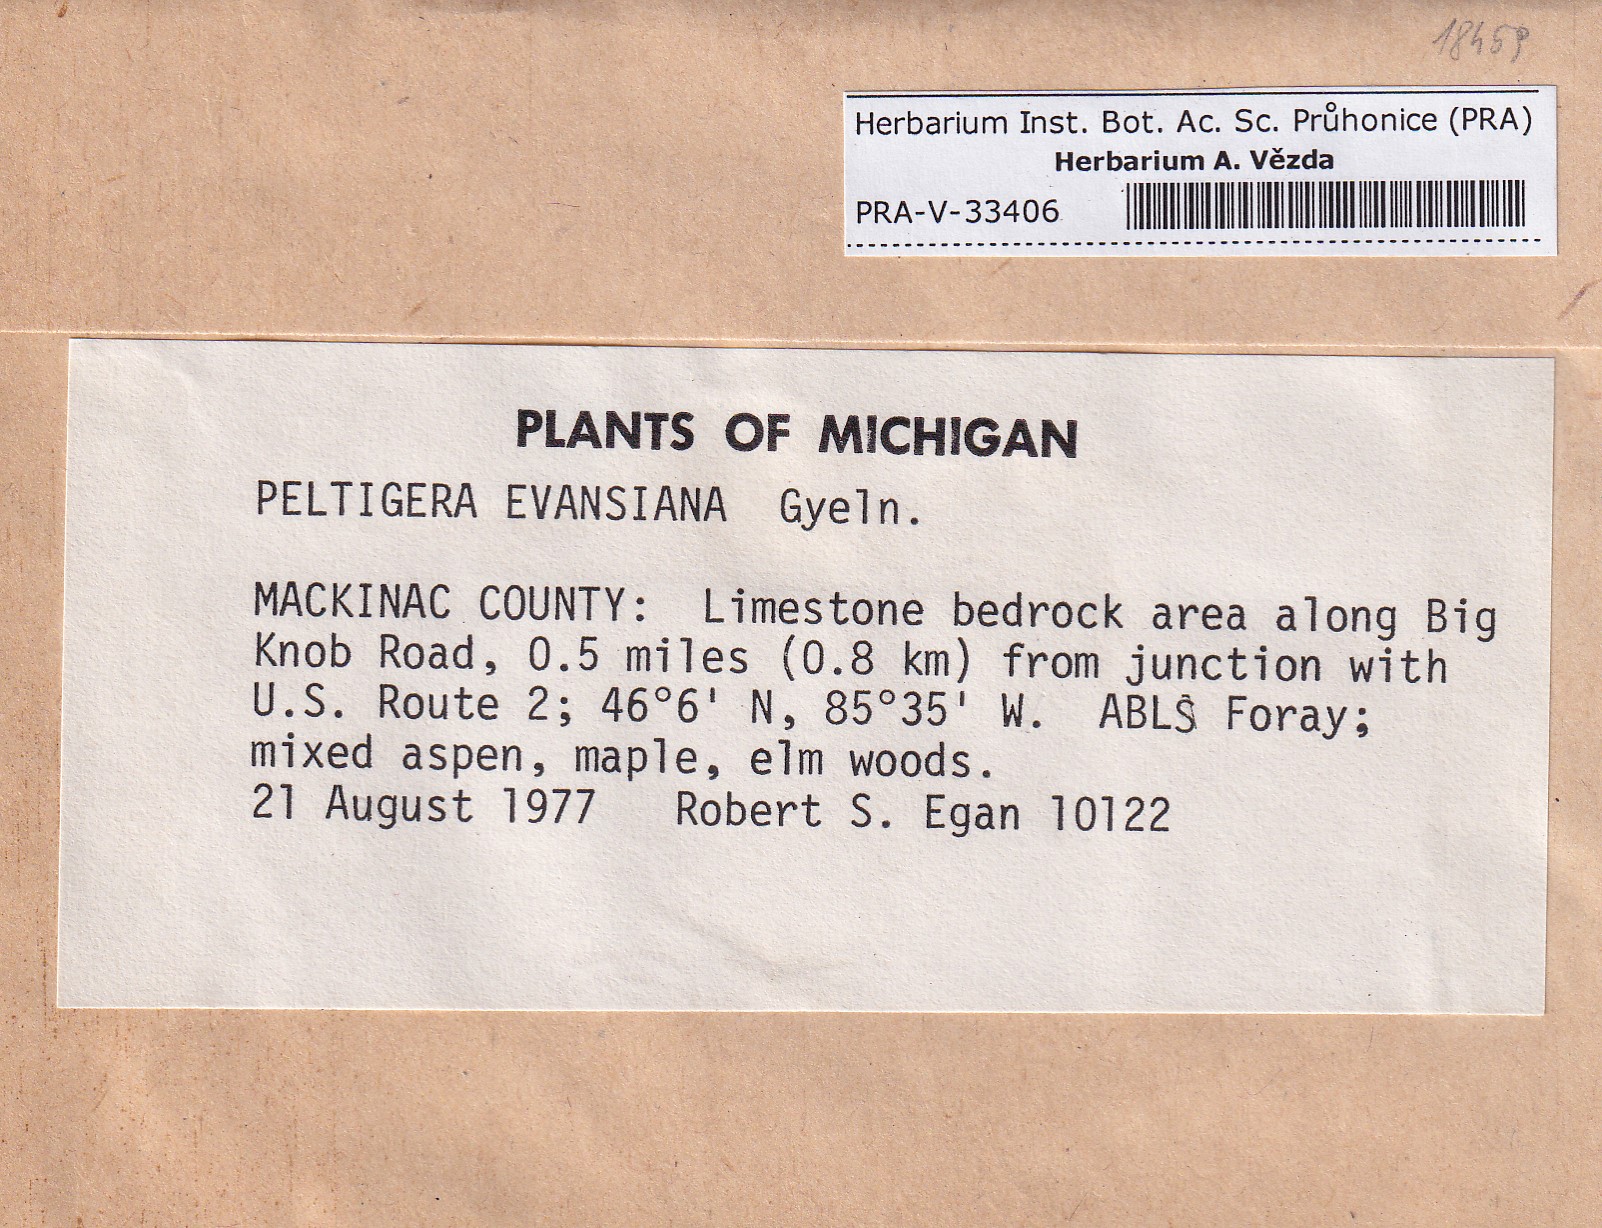 18459
Herbarium Inst. Bot. Ac. Sc. Průhonice (PRA)
Herbarium A. Vězda
PRA-V-33406
PLANTS OF MICHIGAN
PELTIGERA EVANSIANA Gyeln.
MACKINAC COUNTY: Limestone bedrock area along Big
Knob Road, 0.5 miles (0.8 km) from junction with
U.S. Route 2; 46°6' N, 85°35' W. ABLS Foray;
mixed aspen, maple, elm woods.
21 August 1977 Robert S. Egan 10122